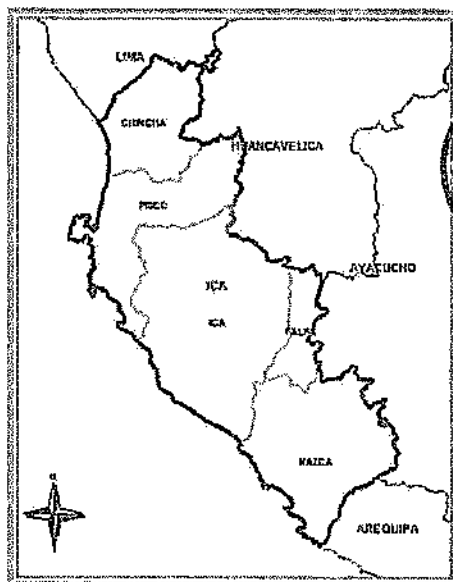 LIMA
CHINCHA
HUANCAVELICA
PISCO
AYACUCHO
ICA
ICA
NAZCA
AREQUIPA